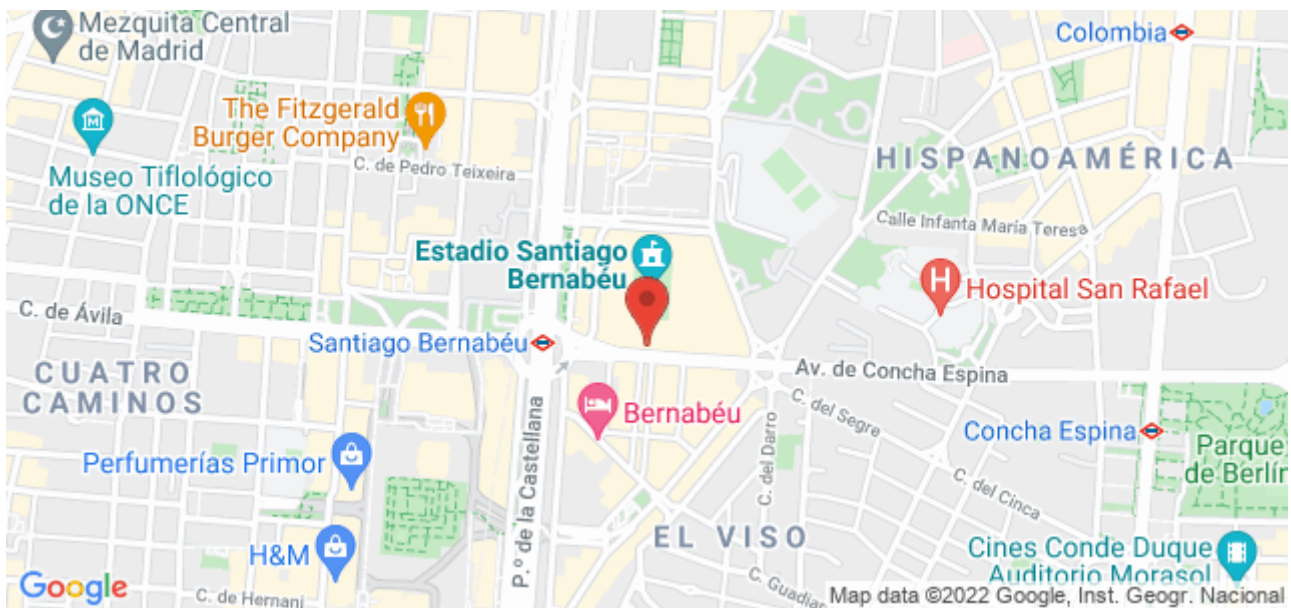 Mezquita Central
de Madrid
Colombia
The Fitzgerald
Burger Company
C. de Pedro Teixeira
HISPANOAMÉRICA
Museo Tiflológico
de la ONCE
Calle Infanta María Teresa
Estadio Santiago
Bernabéu
H
Hospital San Rafael
C. de Ávila
Santiago Bernabéu
Av. de Concha Espina
CUATRO
CAMINOS
Bernabéu
C. del Segre
Concha Espina
Parque
de Berlín
Perfumerías Primor
P.º de la Castellana
C. del Darro
C. del Cinca
EL VISO
H&M
Cines Conde Duque
Auditorio Morasol
Google
C. de Hernani
C. Guadian
Map data ©2022 Google, Inst. Geogr. Nacional